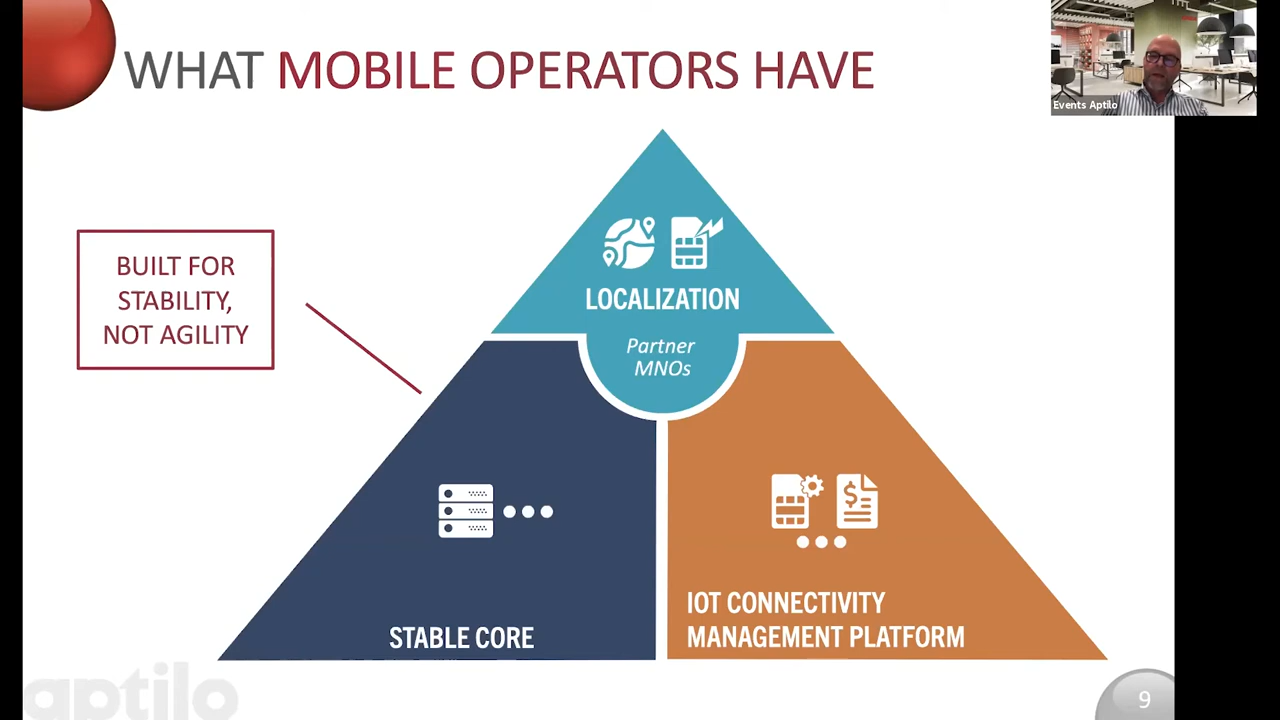 WHAT MOBILE OPERATORS HAVE
Events Aptilo
BUILT FOR
STABILITY,
NOT AGILITY
LOCALIZATION
Partner
MNOs
STABLE CORE
IOT CONNECTIVITY
MANAGEMENT PLATFORM
aptilo
9